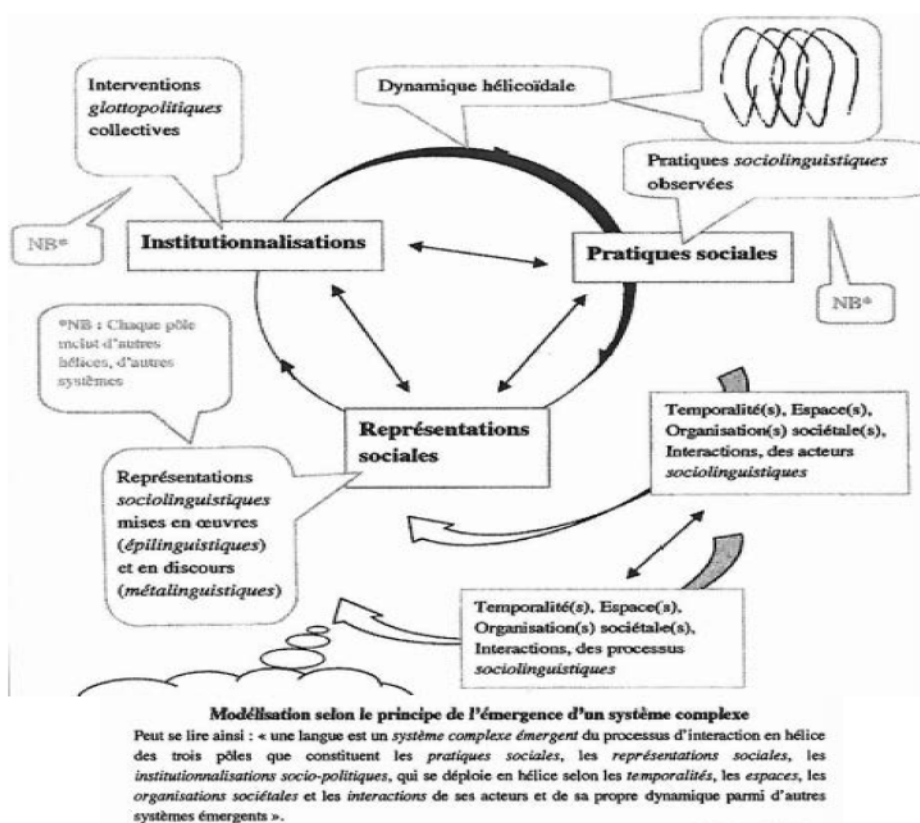 Interventions
glottopolitiques
collectives
Dynamique hélicoïdale
Pratiques sociolinguistiques
observées
NB*
Institutionnalisations
Pratiques sociales
NB*
*NB : Chaque pôle
inclut d'autres
hélices, d'autres
systèmes
Représentations
sociales
Temporalité(s), Espace(s),
Organisation(s) sociétale(s),
Interactions, des acteurs
sociolinguistiques
Représentations
sociolinguistiques
mises en œuvres
(épilinguistiques)
et en discours
(métalinguistiques)
Temporalité(s), Espace(s),
Organisation(s) sociétale(s),
Interactions, des processus
sociolinguistiques
Modélisation selon le principe de l'émergence d'un système complexe
Peut se lire ainsi : « une langue est un système complexe émergent du processus d'interaction en hélice
des trois pôles que constituent les pratiques sociales, les représentations sociales, les
institutionnalisations socio-politiques, qui se déploie en hélice selon les temporalités, les espaces, les
organisations sociétales et les interactions de ses acteurs et de sa propre dynamique parmi d'autres
systèmes émergents ».